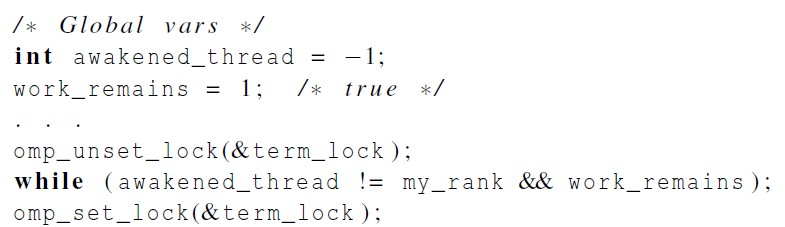 /* Global vars */
int awakened_thread = −1;
work_remains = 1; /* true */
. . .
omp_unset_lock(&term_lock);
while (awakened_thread != my_rank && work_remains);
omp_set_lock(&term_lock);